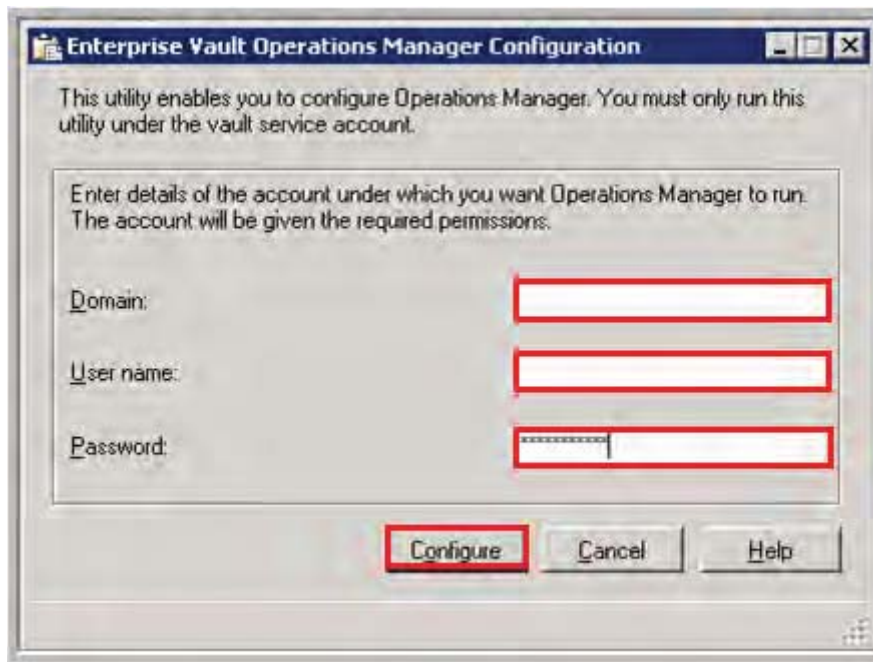 Enterprise Vault Operations Manager Configuration
This utility enables you to configure Operations Manager. You must only run this
utility under the vault service account.
Enter details of the account under which you want Operations Manager to run.
The account will be given the required permissions.
Domain:
User name:
Password:
Configure
Cancel
Help